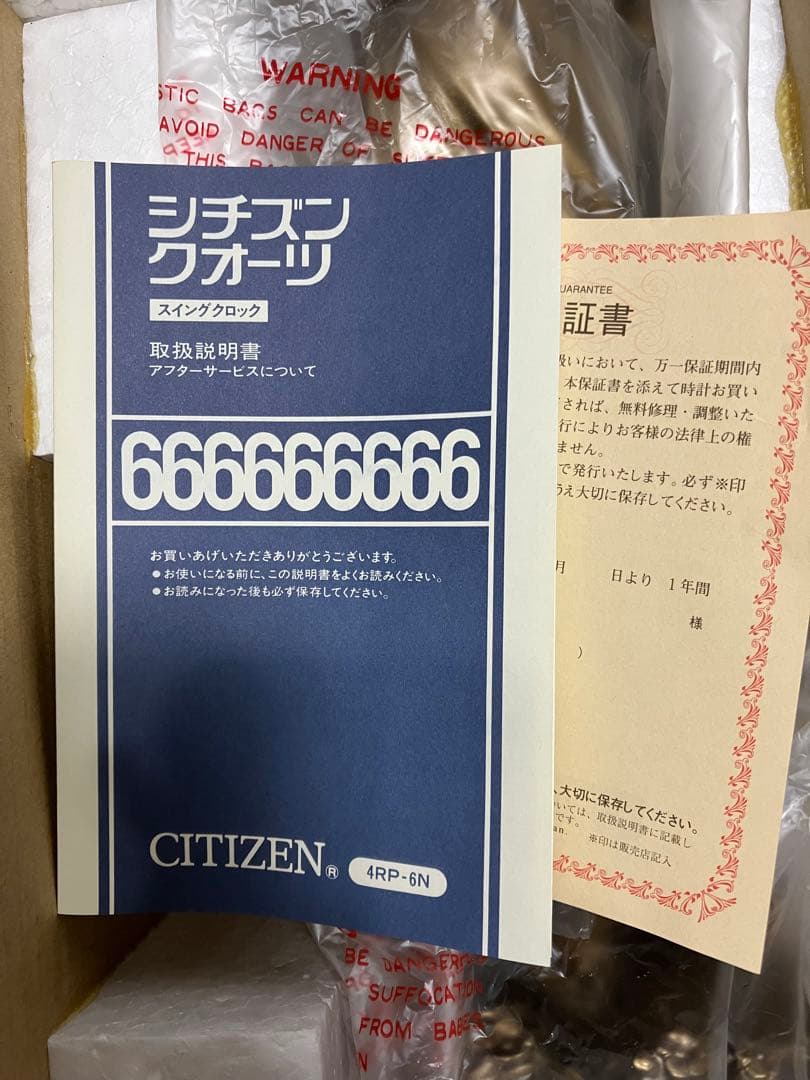 WARNING
BAGS CAN BE DANGEROUS
AVOID DANGER OF
THIS
シチズン
クオーツ
スイングクロック
取扱説明書
アフターサービスについて
666666666
お買いあげいただきありがとうございます。
●お使いになる前に、この説明書をよくお読みください。
●お読みになった後も必ず保存してください。
CITIZEN®
4RP-6N
証書
において、万一保証期間内
本保証書を添えて時計お買い
されば、無料修理・調整いた
行によりお客様の法律上の権
ません。
で発行いたします。必ず※印
うえ大切に保存してください。
月 日より 1年間
様
)
、大切に保存してください。
いては、取扱説明書に記載し
です。
※印は販売店記入
BE DANGEROUS
SUFFOCATION
FROM BABIES